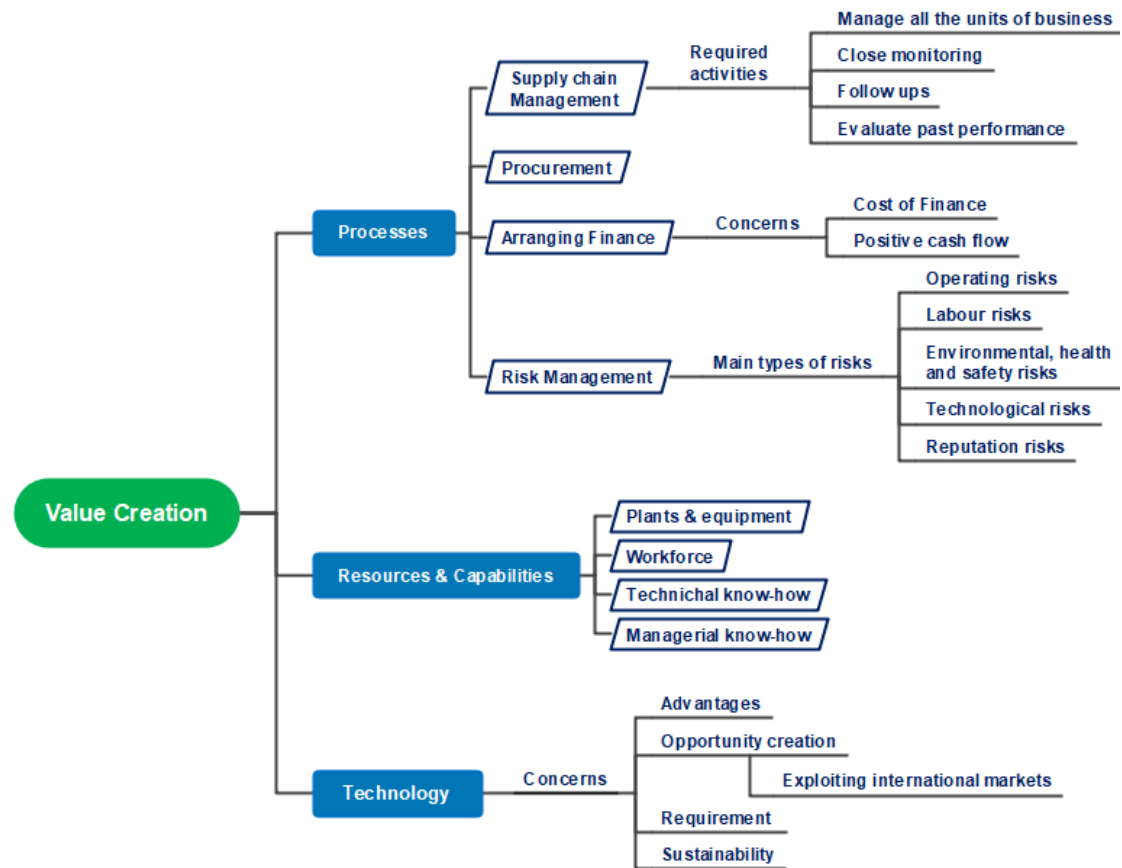 Manage all the units of business
Required
activities
Close monitoring
Supply chain
Management
Follow ups
Evaluate past performance
Procurement
Processes
Arranging Finance
Concerns
Cost of Finance
Positive cash flow
Operating risks
Labour risks
Risk Management
Main types of risks
Environmental, health
and safety risks
Technological risks
Reputation risks
Value Creation
Resources & Capabilities
Plants & equipment
Workforce
Technichal know-how
Managerial know-how
Technology
Concerns
Advantages
Opportunity creation
Exploiting international markets
Requirement
Sustainability